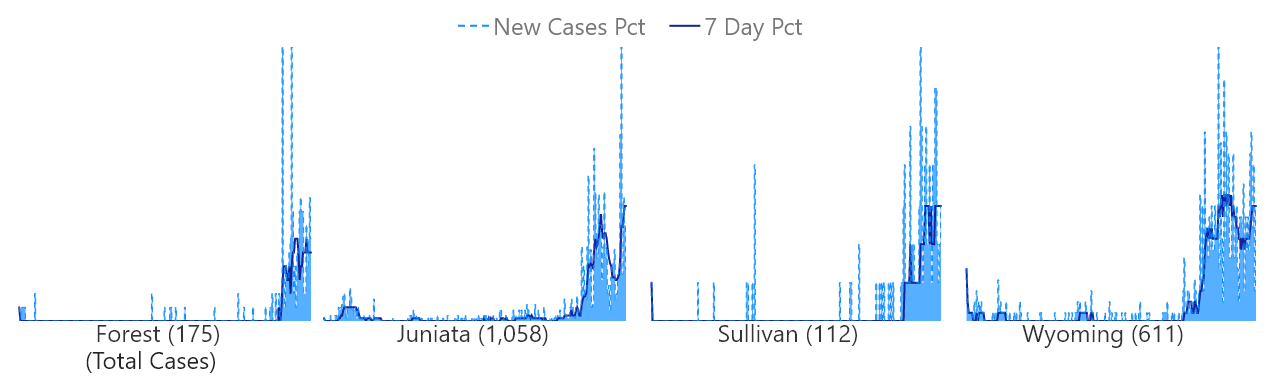 New Cases Pct 7 Day Pct
Forest (175) Juniata (1,058) Sullivan (112) Wyoming (611)
(Total Cases)